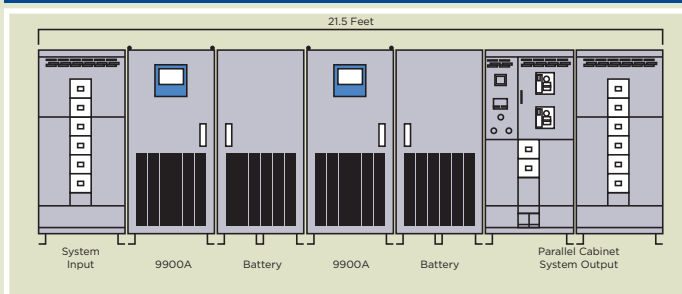 21.5 Feet
System
Input
9900A
Battery
9900A
Battery
Parallel Cabinet
System Output